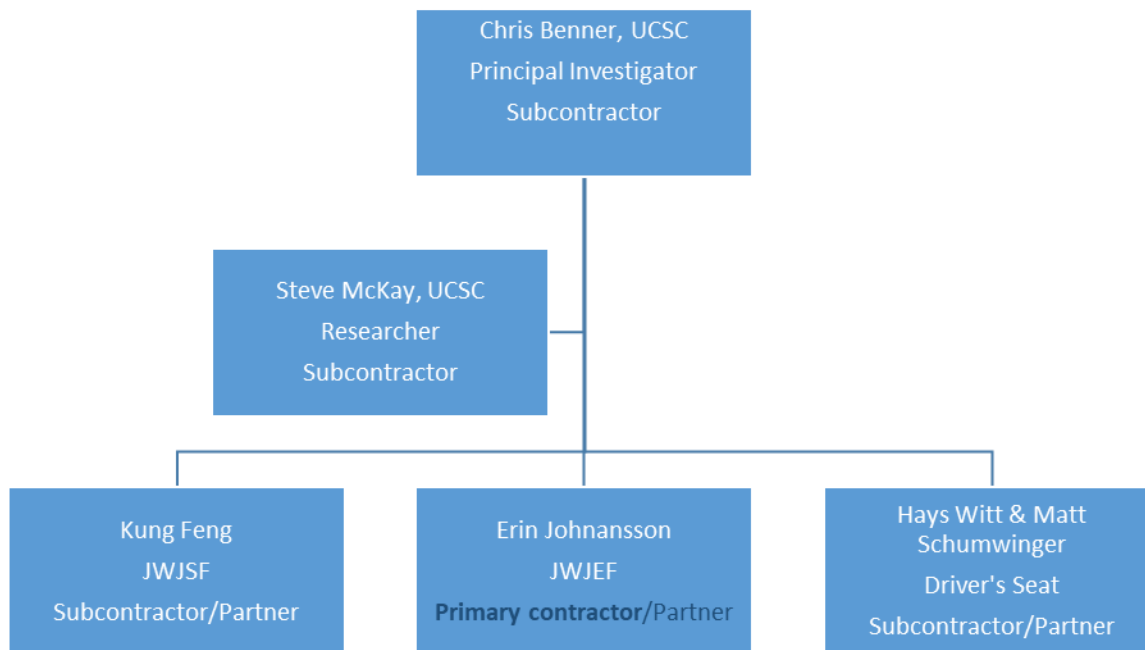 Chris Benner, UCSC
Principal Investigator
Subcontractor
Steve McKay, UCSC
Researcher
Subcontractor
Kung Feng
JWJSF
Subcontractor/Partner
Erin Johnansson
JWJEF
Primary contractor/Partner
Hays Witt & Matt
Schumwinger
Driver's Seat
Subcontractor/Partner